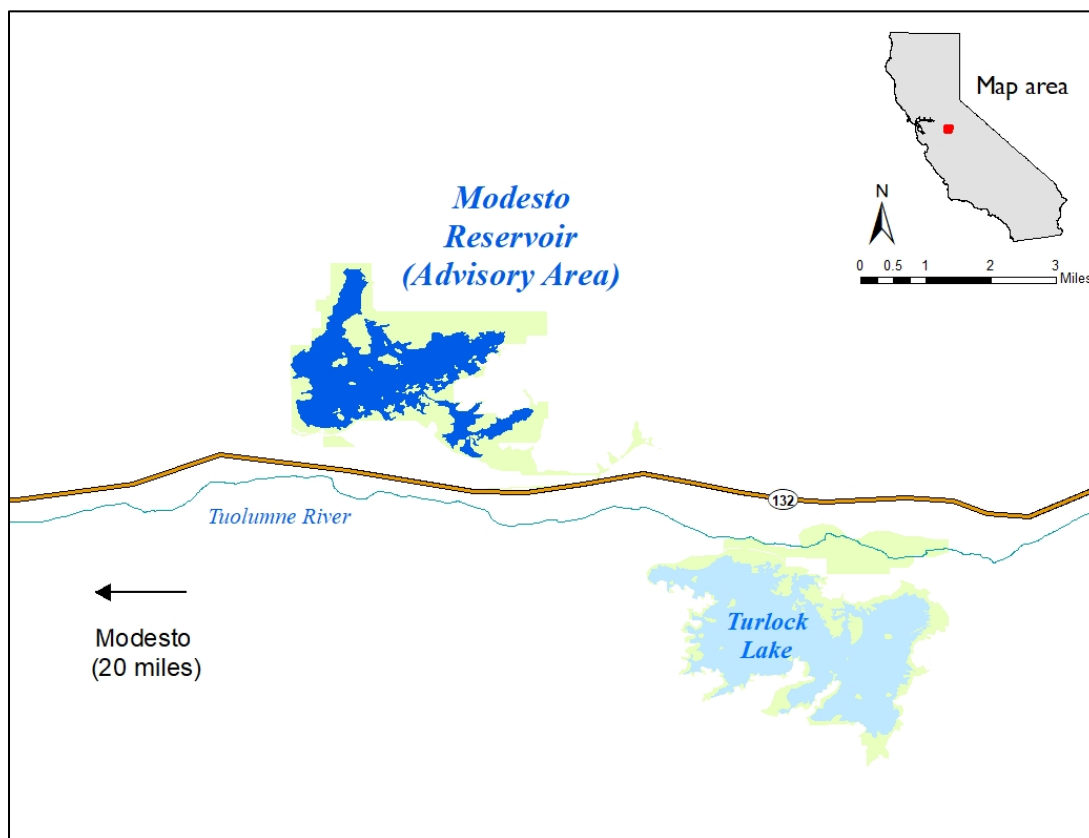 Map area
Modesto
Reservoir
(Advisory Area)
N
0 0.5 1 2 3
Miles
132
Tuolumne River
Modesto
(20 miles)
Turlock
Lake